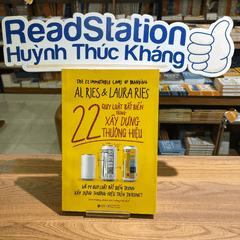 ReadStation
Huỳnh Thúc Kháng
THE 22 IMMUTABLE LAWS OF BRANDING
AL RIES & LAURA RIES
22
QUY LUẬT BẤT BIẾN
TRONG
XÂY DỰNG
THƯƠNG HIỆU
VÀ 11 QUY LUẬT BẤT BIẾN TRONG
XÂY DỰNG THƯƠNG HIỆU TRÊN INTERNET